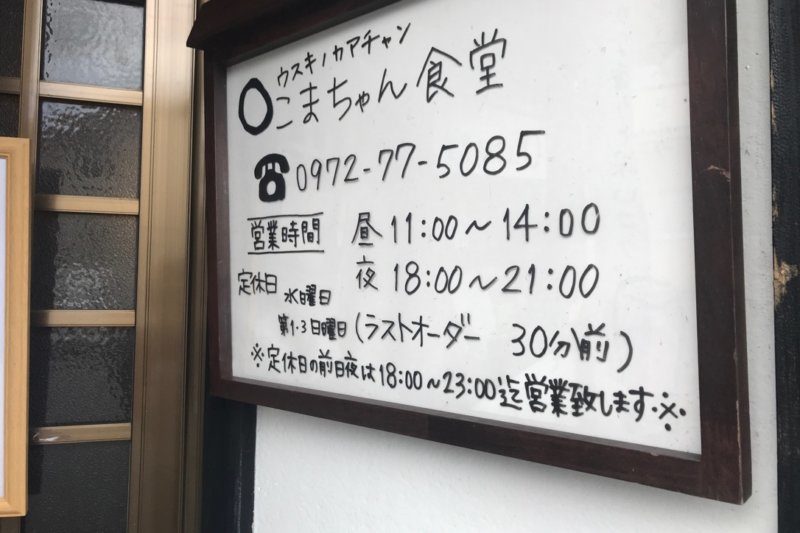 ウスキノカアチャン
○こまちゃん食堂
☎0972-77-5085
営業時間 昼 11:00～14:00
夜 18:00～21:00
定休日 水曜日
第1・3日曜日 (ラストオーダー 30分前)
※定休日の前日夜は18:00～23:00迄営業致します※